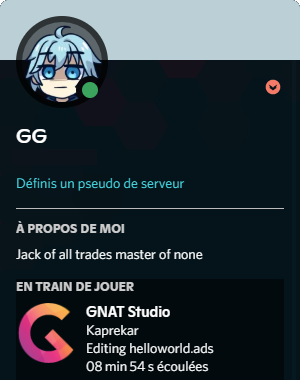 GG
Définis un pseudo de serveur
À PROPOS DE MOI
Jack of all trades master of none
EN TRAIN DE JOUER
GNAT Studio
Kaprekar
Editing helloworld.ads
08 min 54 s écoulées